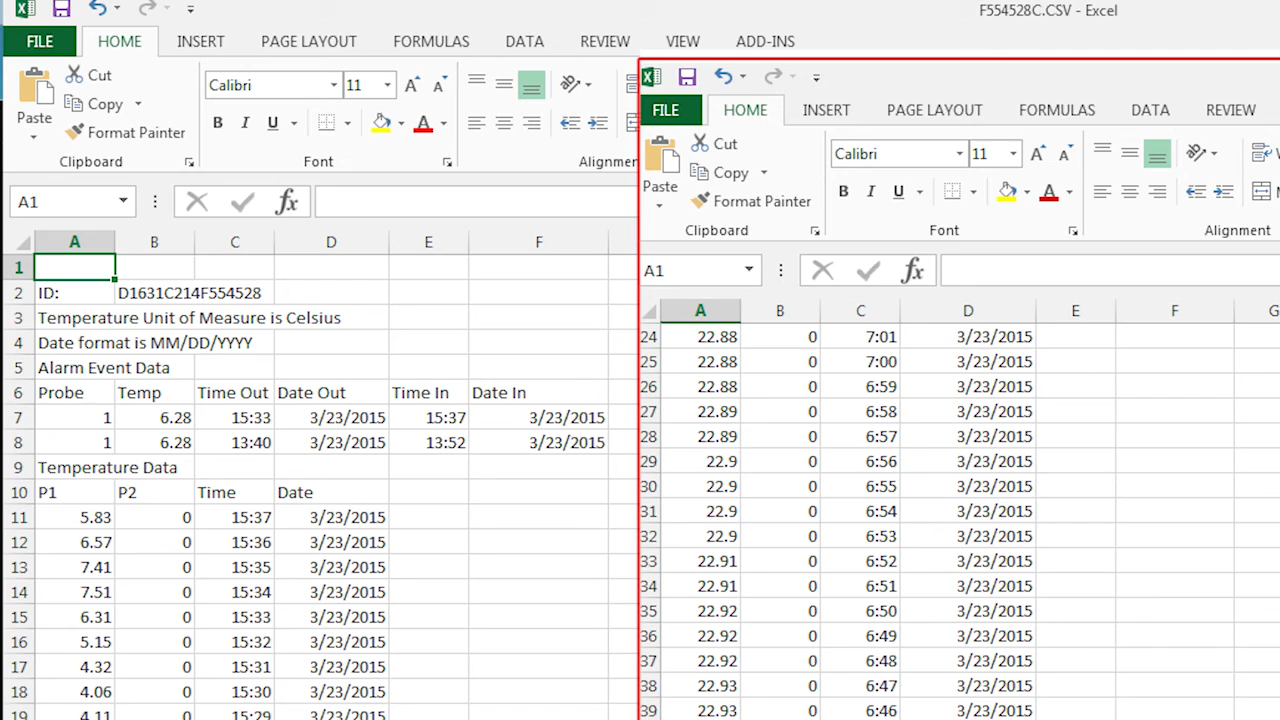 F554528C.CSV - Excel
FILE HOME INSERT PAGE LAYOUT FORMULAS DATA REVIEW VIEW ADD-INS
Cut
Copy
Format Painter
Paste
Calibri 11
B I U A
Clipboard Font Alignme
A1 fx
A B C D E F
1
2 ID: D1631C214F554528
3 Temperature Unit of Measure is Celsius
4 Date format is MM/DD/YYYY
5 Alarm Event Data
6 Probe Temp Time Out Date Out Time In Date In
7 1 6.28 15:33 3/23/2015 15:37 3/23/2015
8 1 6.28 13:40 3/23/2015 13:52 3/23/2015
9 Temperature Data
10 P1 P2 Time Date
11 5.83 0 15:37 3/23/2015
12 6.57 0 15:36 3/23/2015
13 7.41 0 15:35 3/23/2015
14 7.51 0 15:34 3/23/2015
15 6.31 0 15:33 3/23/2015
16 5.15 0 15:32 3/23/2015
17 4.32 0 15:31 3/23/2015
18 4.06 0 15:30 3/23/2015
19 4.11 0 15:29 3/23/2015
FILE HOME INSERT PAGE LAYOUT FORMULAS DATA REVIEW
Cut
Copy
Format Painter
Paste
Calibri 11
B I U A
Clipboard Font Alignment
A1 fx
A B C D E F G
24 22.88 0 7:01 3/23/2015
25 22.88 0 7:00 3/23/2015
26 22.88 0 6:59 3/23/2015
27 22.89 0 6:58 3/23/2015
28 22.89 0 6:57 3/23/2015
29 22.9 0 6:56 3/23/2015
30 22.9 0 6:55 3/23/2015
31 22.9 0 6:54 3/23/2015
32 22.9 0 6:53 3/23/2015
33 22.91 0 6:52 3/23/2015
34 22.91 0 6:51 3/23/2015
35 22.92 0 6:50 3/23/2015
36 22.92 0 6:49 3/23/2015
37 22.92 0 6:48 3/23/2015
38 22.93 0 6:47 3/23/2015
39 22.93 0 6:46 3/23/2015